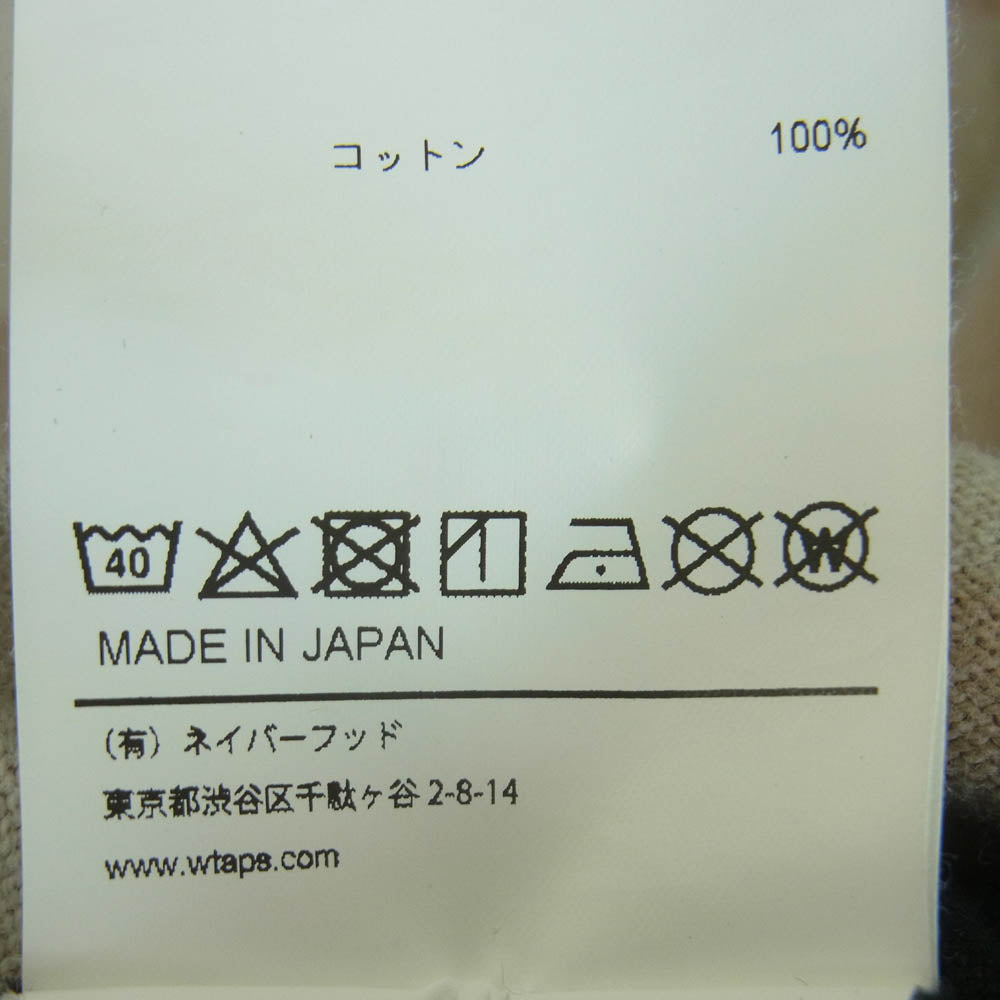 コットン 100%
40 W
MADE IN JAPAN
(有) ネイバーフッド
東京都渋谷区千駄ヶ谷 2-8-14
www.wtaps.com